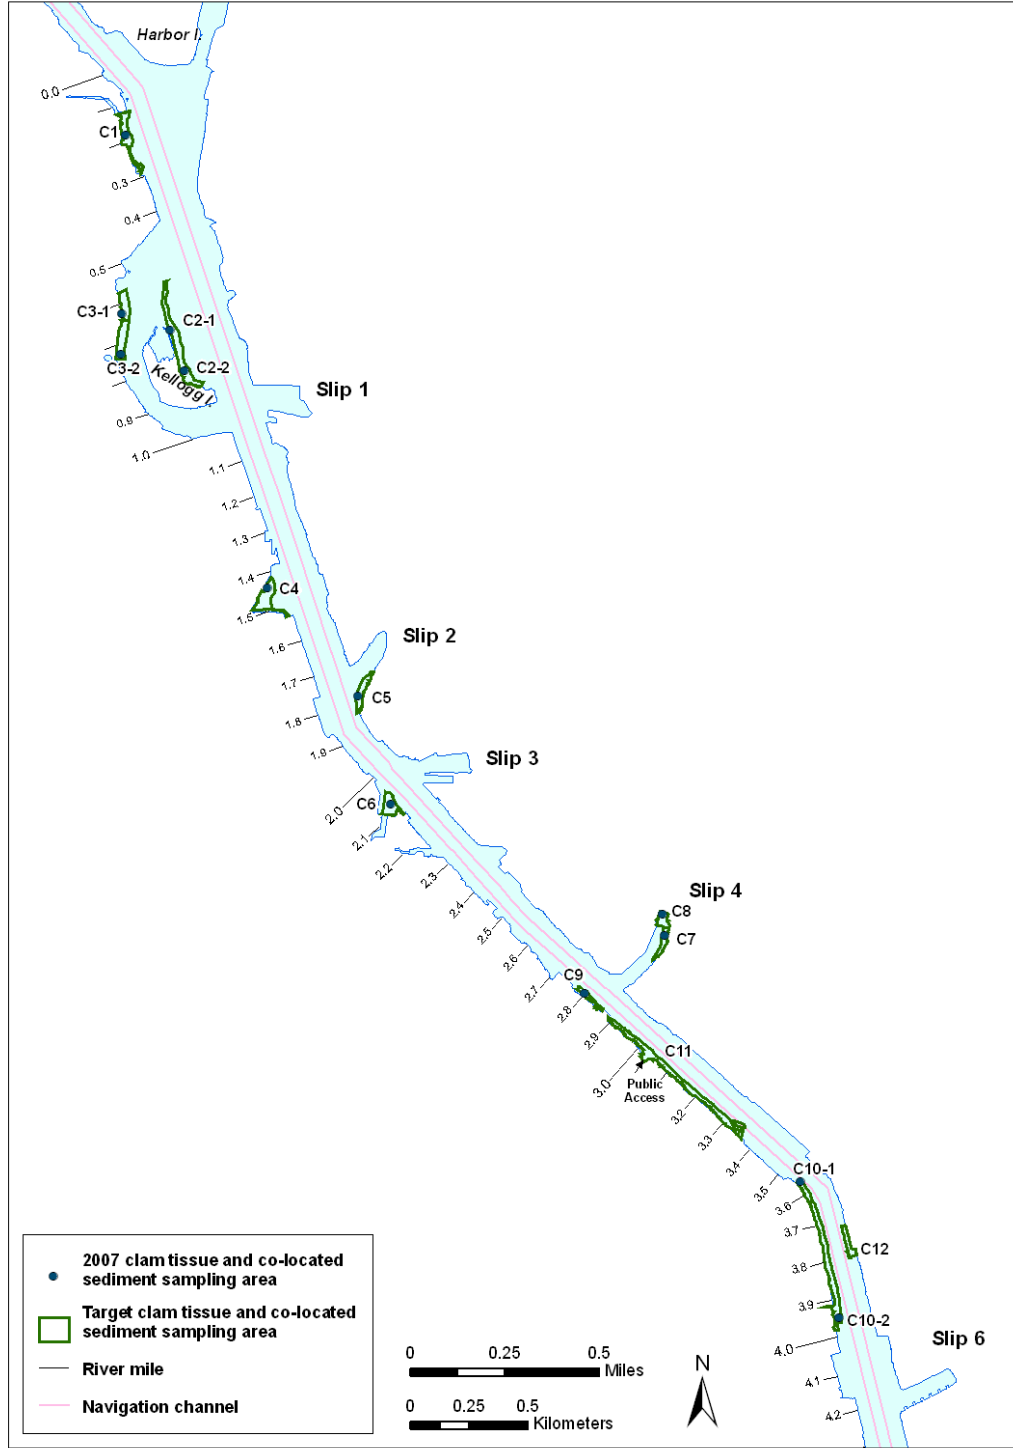 Harbor I.
0.0
C1
0.3
0.4
0.5
C3-1
C2-1
C3-2
C2-2
Kellogg I.
Slip 1
0.9
1.0
1.1
1.2
1.3
1.4
C4
1.5
1.6
Slip 2
1.7
C5
1.8
1.9
Slip 3
2.0
C6
2.1
2.2
2.3
2.4
2.5
2.6
2.7
Slip 4
C8
C7
C9
2.8
2.9
3.0
C11
Public
Access
3.2
3.3
3.4
3.5
C10-1
3.6
3.7
C12
3.8
3.9
C10-2
4.0
Slip 6
4.1
4.2
2007 clam tissue and co-located
sediment sampling area
Target clam tissue and co-located
sediment sampling area
River mile
Navigation channel
0 0.25 0.5
Miles
0 0.25 0.5
Kilometers
N